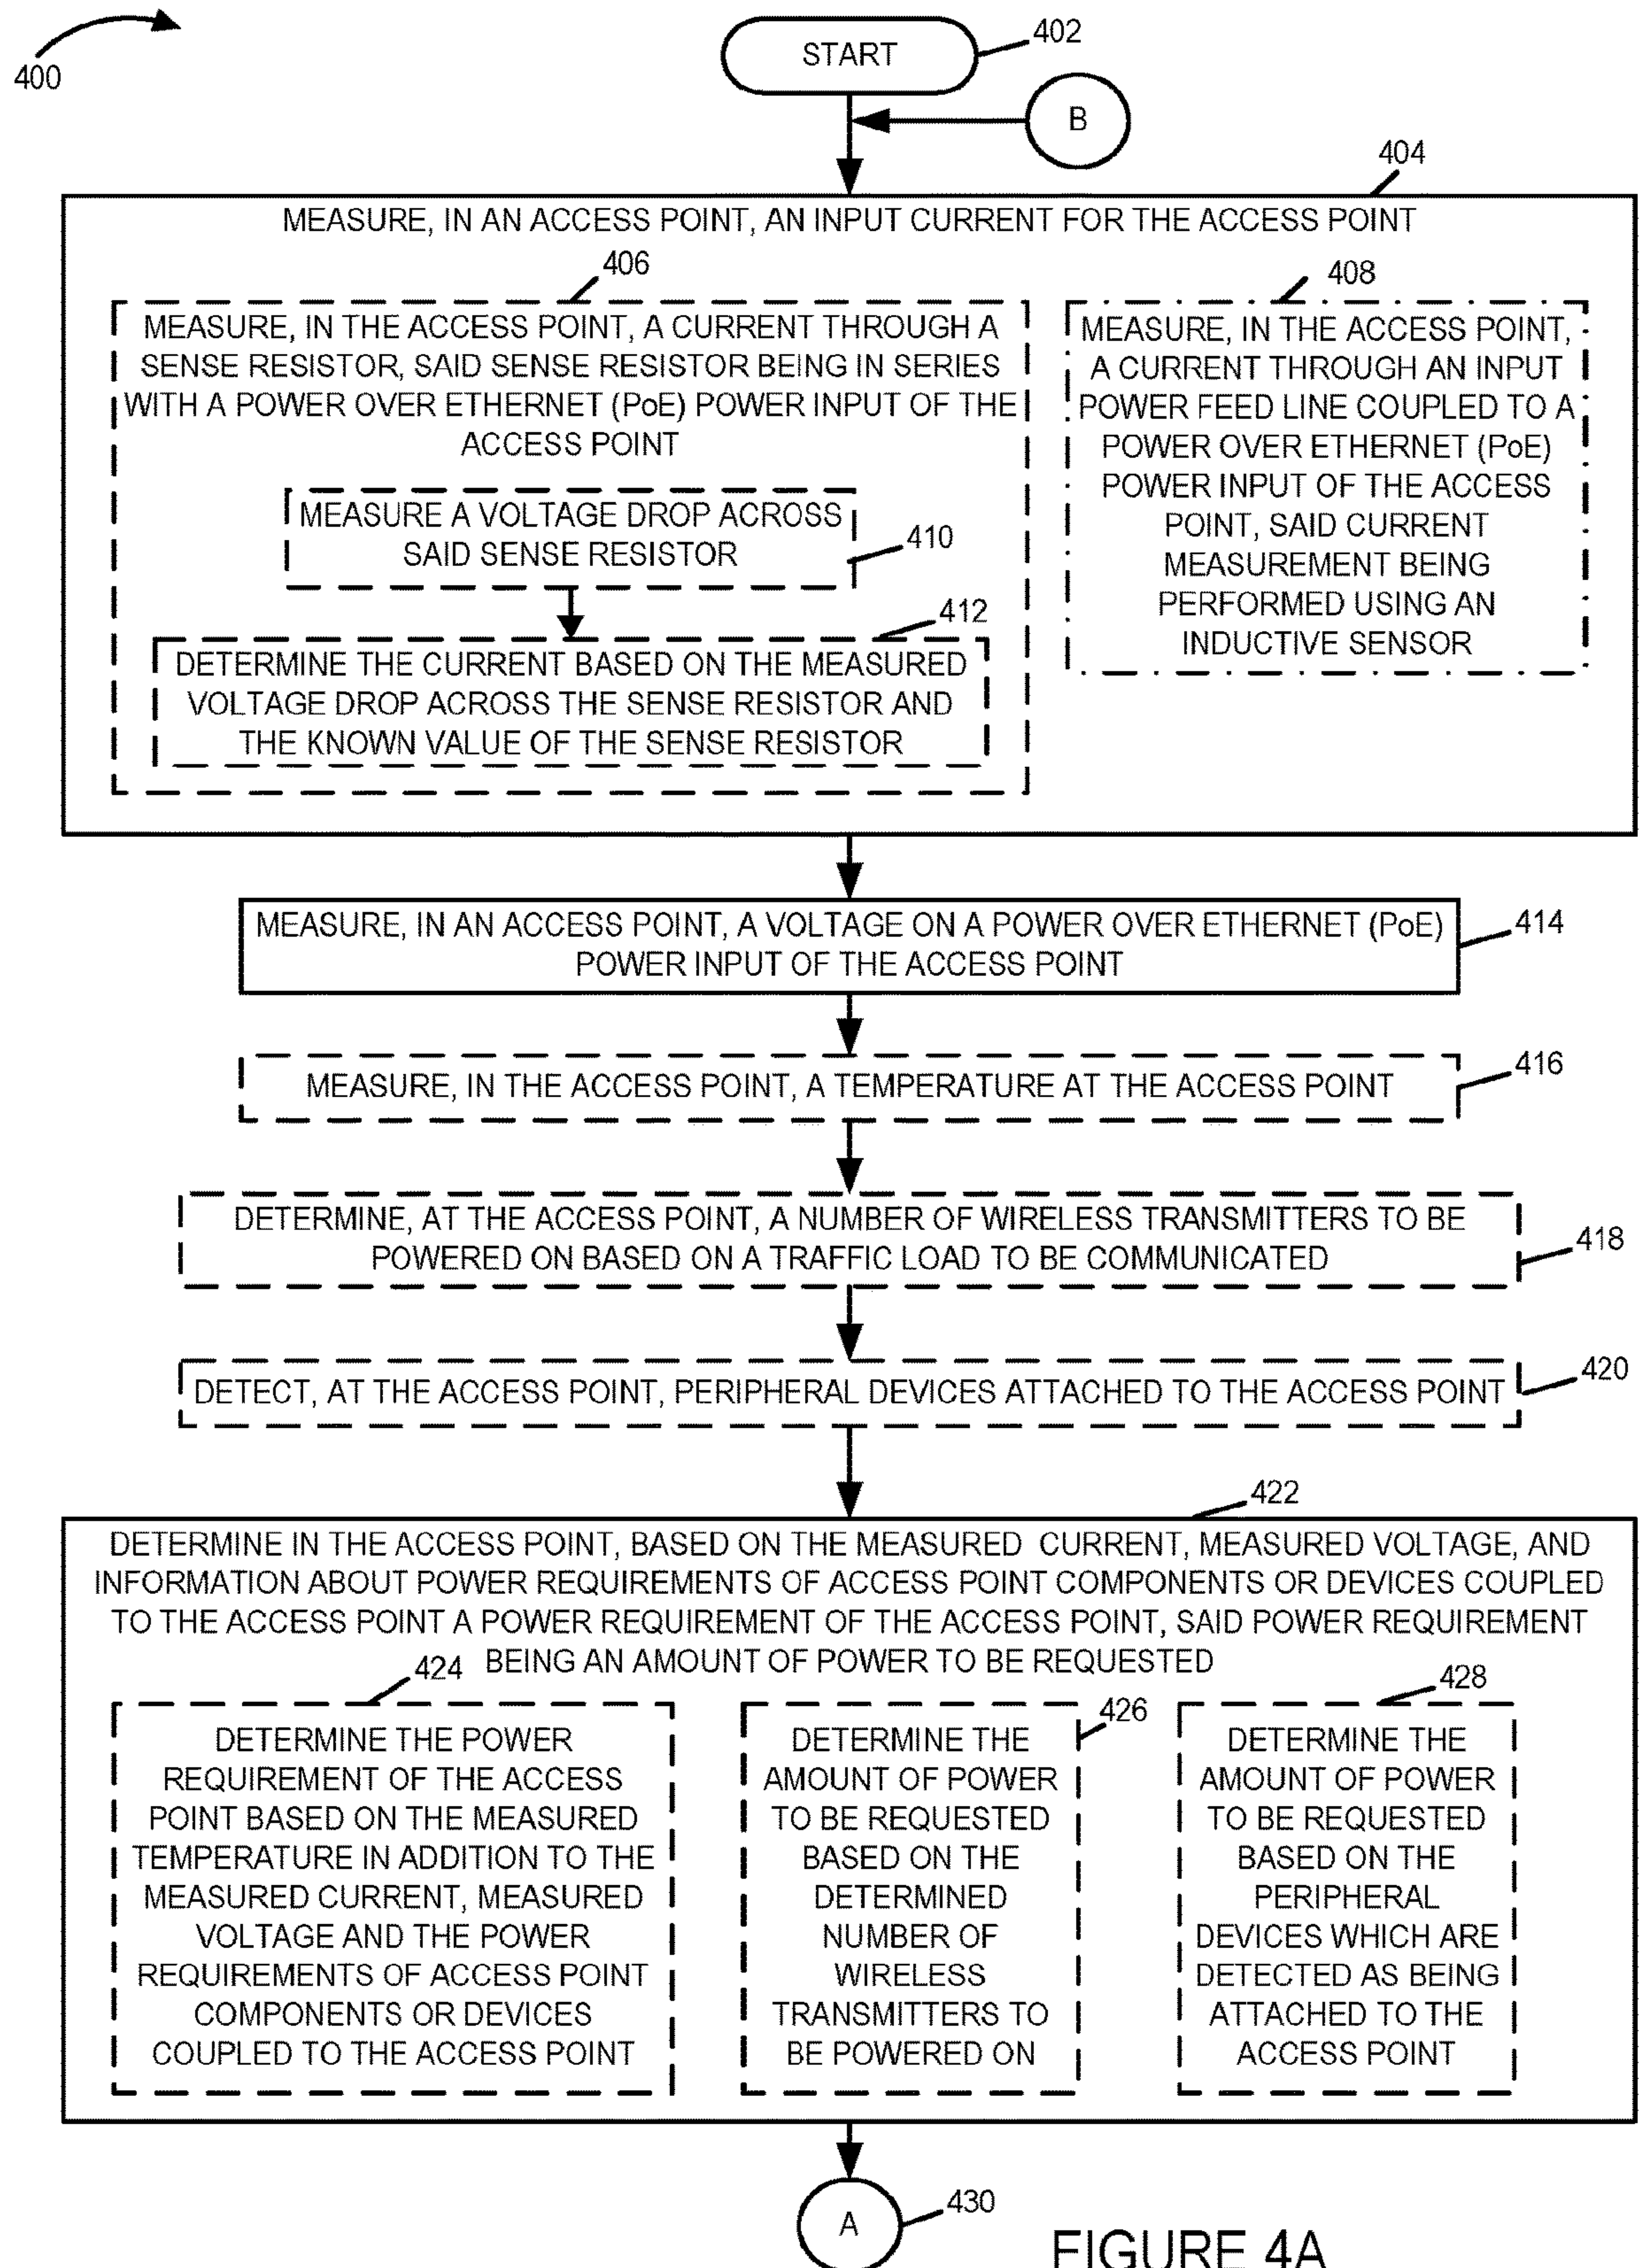 400
START
402
B
404
MEASURE, IN AN ACCESS POINT, AN INPUT CURRENT FOR THE ACCESS POINT
406
MEASURE, IN THE ACCESS POINT, A CURRENT THROUGH A
SENSE RESISTOR, SAID SENSE RESISTOR BEING IN SERIES
WITH A POWER OVER ETHERNET (PoE) POWER INPUT OF THE
ACCESS POINT
MEASURE A VOLTAGE DROP ACROSS
SAID SENSE RESISTOR
410
412
DETERMINE THE CURRENT BASED ON THE MEASURED
VOLTAGE DROP ACROSS THE SENSE RESISTOR AND
THE KNOWN VALUE OF THE SENSE RESISTOR
408
MEASURE, IN THE ACCESS POINT,
A CURRENT THROUGH AN INPUT
POWER FEED LINE COUPLED TO A
POWER OVER ETHERNET (PoE)
POWER INPUT OF THE ACCESS
POINT, SAID CURRENT
MEASUREMENT BEING
PERFORMED USING AN
INDUCTIVE SENSOR
MEASURE, IN AN ACCESS POINT, A VOLTAGE ON A POWER OVER ETHERNET (PoE)
POWER INPUT OF THE ACCESS POINT
414
MEASURE, IN THE ACCESS POINT, A TEMPERATURE AT THE ACCESS POINT
416
DETERMINE, AT THE ACCESS POINT, A NUMBER OF WIRELESS TRANSMITTERS TO BE
POWERED ON BASED ON A TRAFFIC LOAD TO BE COMMUNICATED
418
DETECT, AT THE ACCESS POINT, PERIPHERAL DEVICES ATTACHED TO THE ACCESS POINT
420
422
DETERMINE IN THE ACCESS POINT, BASED ON THE MEASURED CURRENT, MEASURED VOLTAGE, AND
INFORMATION ABOUT POWER REQUIREMENTS OF ACCESS POINT COMPONENTS OR DEVICES COUPLED
TO THE ACCESS POINT A POWER REQUIREMENT OF THE ACCESS POINT, SAID POWER REQUIREMENT
BEING AN AMOUNT OF POWER TO BE REQUESTED
424
DETERMINE THE POWER
REQUIREMENT OF THE ACCESS
POINT BASED ON THE MEASURED
TEMPERATURE IN ADDITION TO THE
MEASURED CURRENT, MEASURED
VOLTAGE AND THE POWER
REQUIREMENTS OF ACCESS POINT
COMPONENTS OR DEVICES
COUPLED TO THE ACCESS POINT
426
DETERMINE THE
AMOUNT OF POWER
TO BE REQUESTED
BASED ON THE
DETERMINED
NUMBER OF
WIRELESS
TRANSMITTERS TO
BE POWERED ON
428
DETERMINE THE
AMOUNT OF POWER
TO BE REQUESTED
BASED ON THE
PERIPHERAL
DEVICES WHICH ARE
DETECTED AS BEING
ATTACHED TO THE
ACCESS POINT
A
430
FIGURE 4A